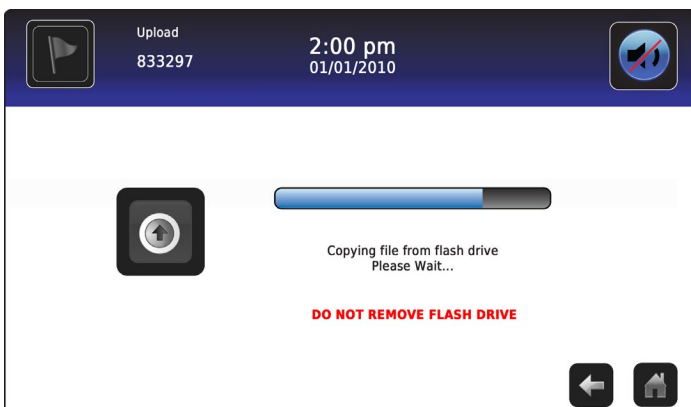 Upload
833297
2:00 pm
01/01/2010
Copying file from flash drive
Please Wait...
DO NOT REMOVE FLASH DRIVE